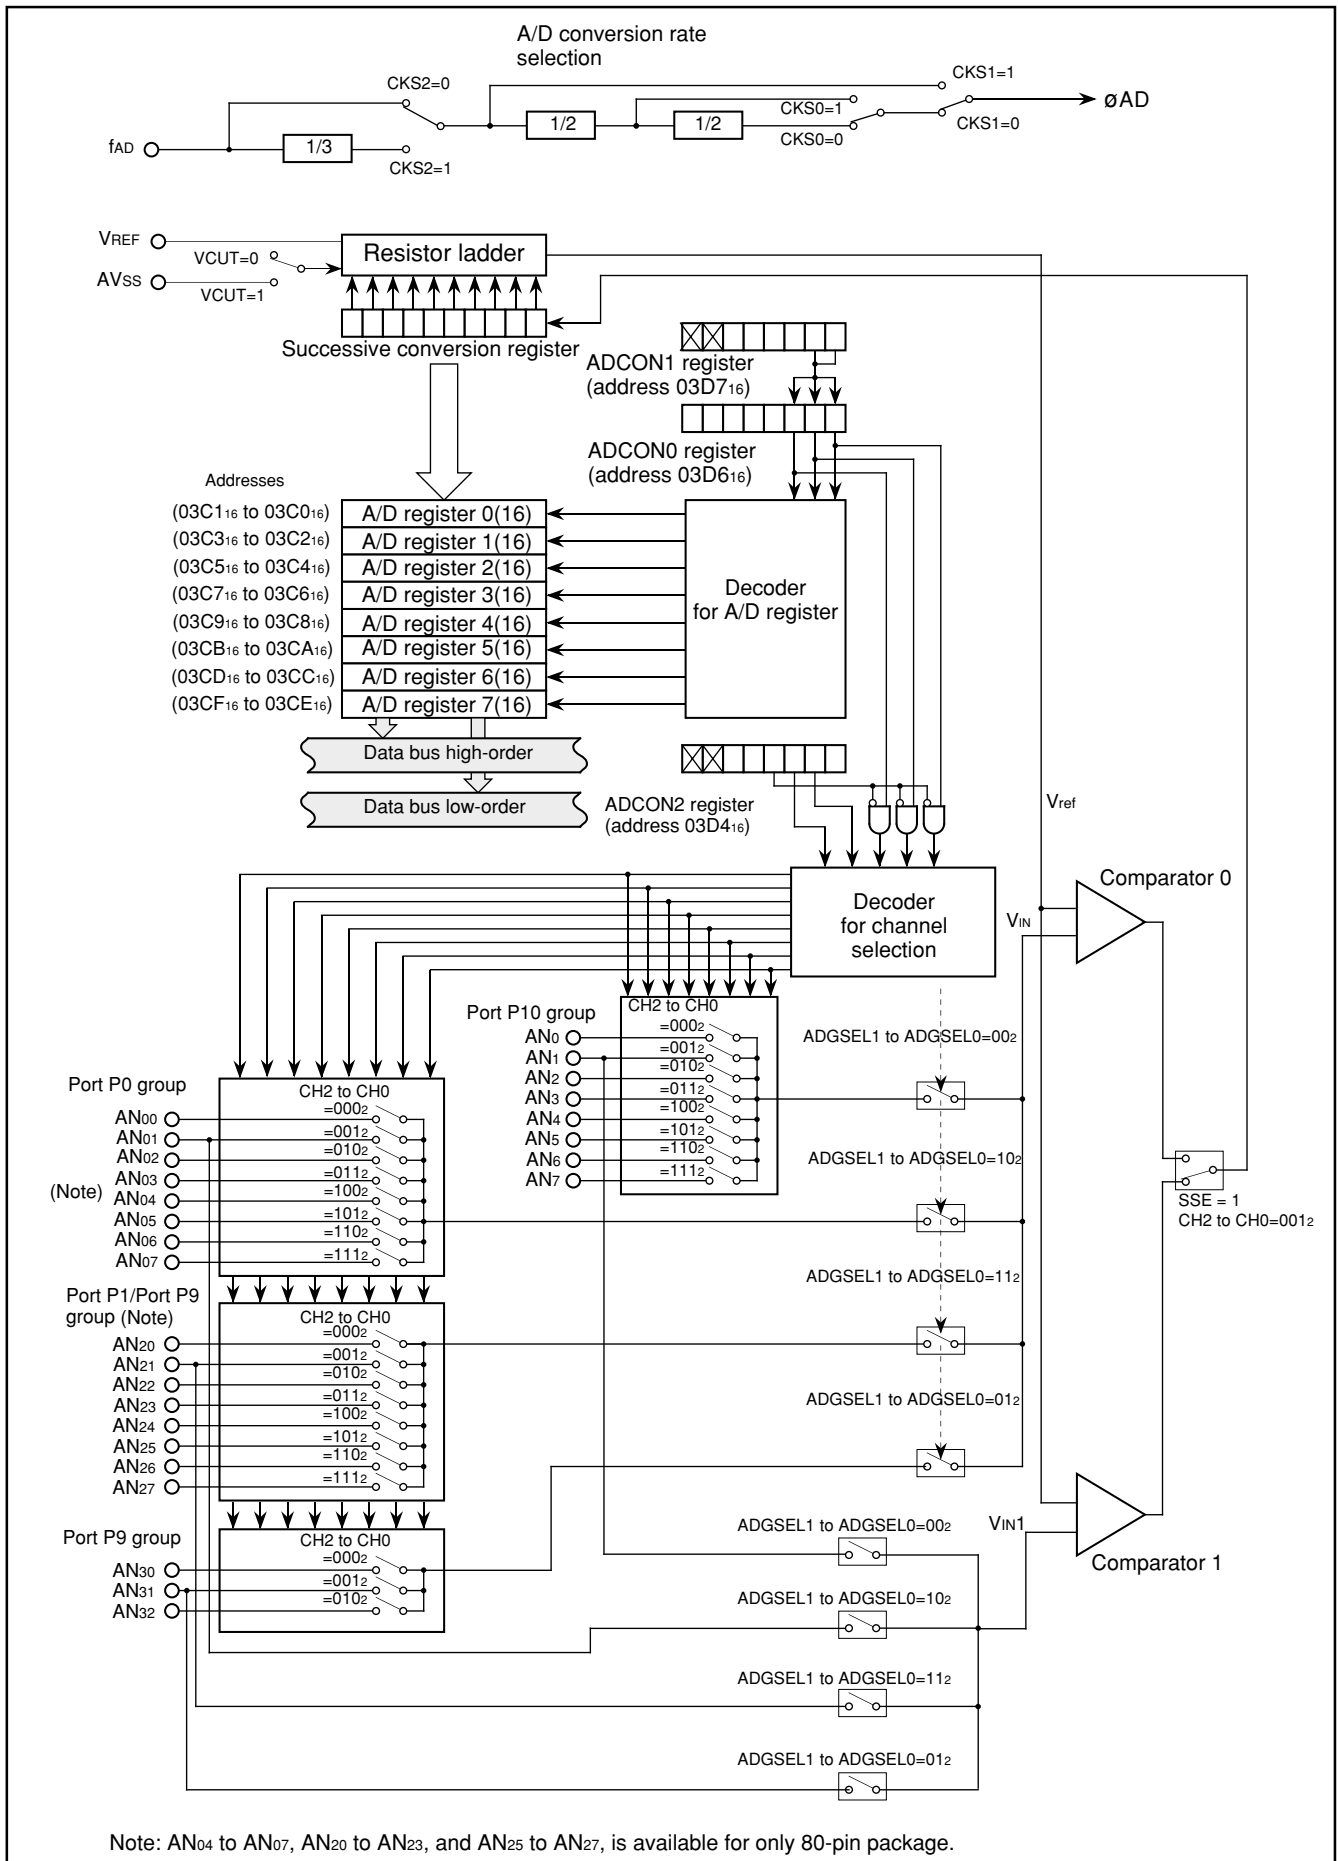 A/D conversion rate
selection
CKS2=0
CKS1=1
CKS0=1
øAD
fAD
1/3
1/2
1/2
CKS0=0
CKS1=0
CKS2=1
VREF
VCUT=0
Resistor ladder
AVSS
VCUT=1
Successive conversion register
ADCON1 register
(address 03D716)
ADCON0 register
(address 03D616)
Addresses
(03C116 to 03C016) A/D register 0(16)
(03C316 to 03C216) A/D register 1(16)
(03C516 to 03C416) A/D register 2(16)
(03C716 to 03C616) A/D register 3(16)
(03C916 to 03C816) A/D register 4(16)
(03CB16 to 03CA16) A/D register 5(16)
(03CD16 to 03CC16) A/D register 6(16)
(03CF16 to 03CE16) A/D register 7(16)
Decoder
for A/D register
Data bus high-order
Data bus low-order
ADCON2 register
(address 03D416)
Vref
Decoder
for channel
selection
Comparator 0
VIN
Port P10 group
CH2 to CH0
AN0 =0002
AN1 =0012
AN2 =0102
AN3 =0112
AN4 =1002
AN5 =1012
AN6 =1102
AN7 =1112
ADGSEL1 to ADGSEL0=002
ADGSEL1 to ADGSEL0=102
ADGSEL1 to ADGSEL0=112
ADGSEL1 to ADGSEL0=012
SSE = 1
CH2 to CH0=0012
Port P0 group
CH2 to CH0
(Note)
AN00 =0002
AN01 =0012
AN02 =0102
AN03 =0112
AN04 =1002
AN05 =1012
AN06 =1102
AN07 =1112
Port P1/Port P9
group (Note)
CH2 to CH0
AN20 =0002
AN21 =0012
AN22 =0102
AN23 =0112
AN24 =1002
AN25 =1012
AN26 =1102
AN27 =1112
Port P9 group
CH2 to CH0
AN30 =0002
AN31 =0012
AN32 =0102
VIN1
Comparator 1
ADGSEL1 to ADGSEL0=002
ADGSEL1 to ADGSEL0=102
ADGSEL1 to ADGSEL0=112
ADGSEL1 to ADGSEL0=012
Note: AN04 to AN07, AN20 to AN23, and AN25 to AN27, is available for only 80-pin package.